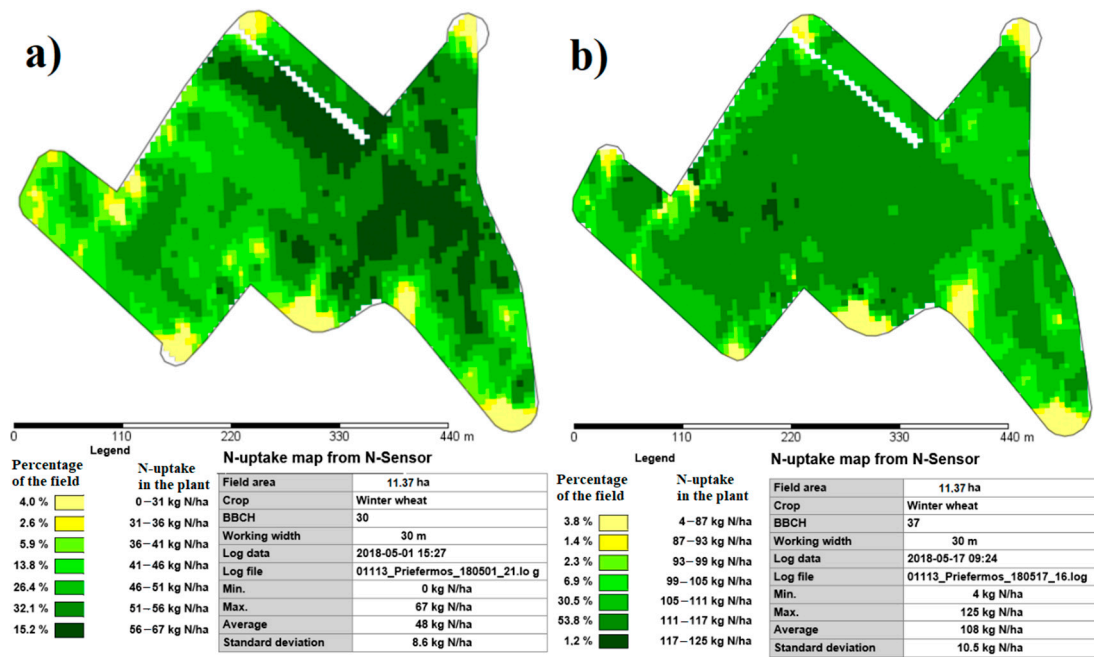 a)
b)
0 110 220 330 440 m
Legend
N-uptake map from N-Sensor
Percentage of the field
N-uptake in the plant
4.0 % 0–31 kg N/ha
2.6 % 31–36 kg N/ha
5.9 % 36–41 kg N/ha
13.8 % 41–46 kg N/ha
26.4 % 46–51 kg N/ha
32.1 % 51–56 kg N/ha
15.2 % 56–67 kg N/ha
Field area 11.37 ha
Crop Winter wheat
BBCH 30
Working width 30 m
Log data 2018-05-01 15:27
Log file 01113_Priefermos_180501_21.lo g
Min. 0 kg N/ha
Max. 67 kg N/ha
Average 48 kg N/ha
Standard deviation 8.6 kg N/ha
0 110 220 330 440 m
Legend
N-uptake map from N-Sensor
Percentage of the field
N-uptake in the plant
3.8 % 4–87 kg N/ha
1.4 % 87–93 kg N/ha
2.3 % 93–99 kg N/ha
6.9 % 99–105 kg N/ha
30.5 % 105–111 kg N/ha
53.8 % 111–117 kg N/ha
1.2 % 117–125 kg N/ha
Field area 11.37 ha
Crop Winter wheat
BBCH 37
Working width 30 m
Log data 2018-05-17 09:24
Log file 01113_Priefermos_180517_16.log
Min. 4 kg N/ha
Max. 125 kg N/ha
Average 108 kg N/ha
Standard deviation 10.5 kg N/ha